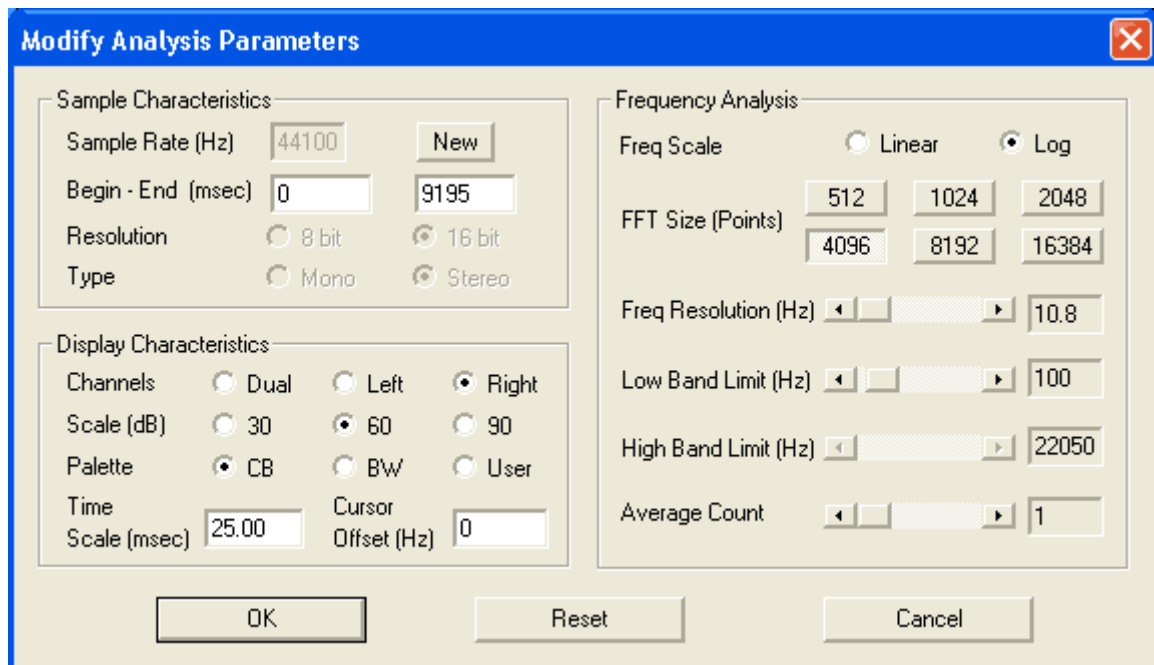 Modify Analysis Parameters
Sample Characteristics
Sample Rate (Hz) 44100 New
Begin - End (msec) 0 9195
Resolution 8 bit 16 bit
Type Mono Stereo
Display Characteristics
Channels Dual Left Right
Scale (dB) 30 60 90
Palette CB BW User
Time Scale (msec) 25.00 Cursor Offset (Hz) 0
Frequency Analysis
Freq Scale Linear Log
FFT Size (Points) 512 1024 2048
4096 8192 16384
Freq Resolution (Hz) 10.8
Low Band Limit (Hz) 100
High Band Limit (Hz) 22050
Average Count 1
OK Reset Cancel